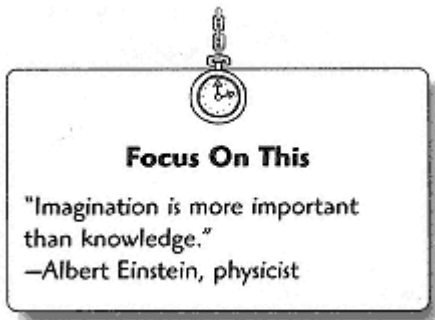 Focus On This
"Imagination is more important
than knowledge."
—Albert Einstein, physicist